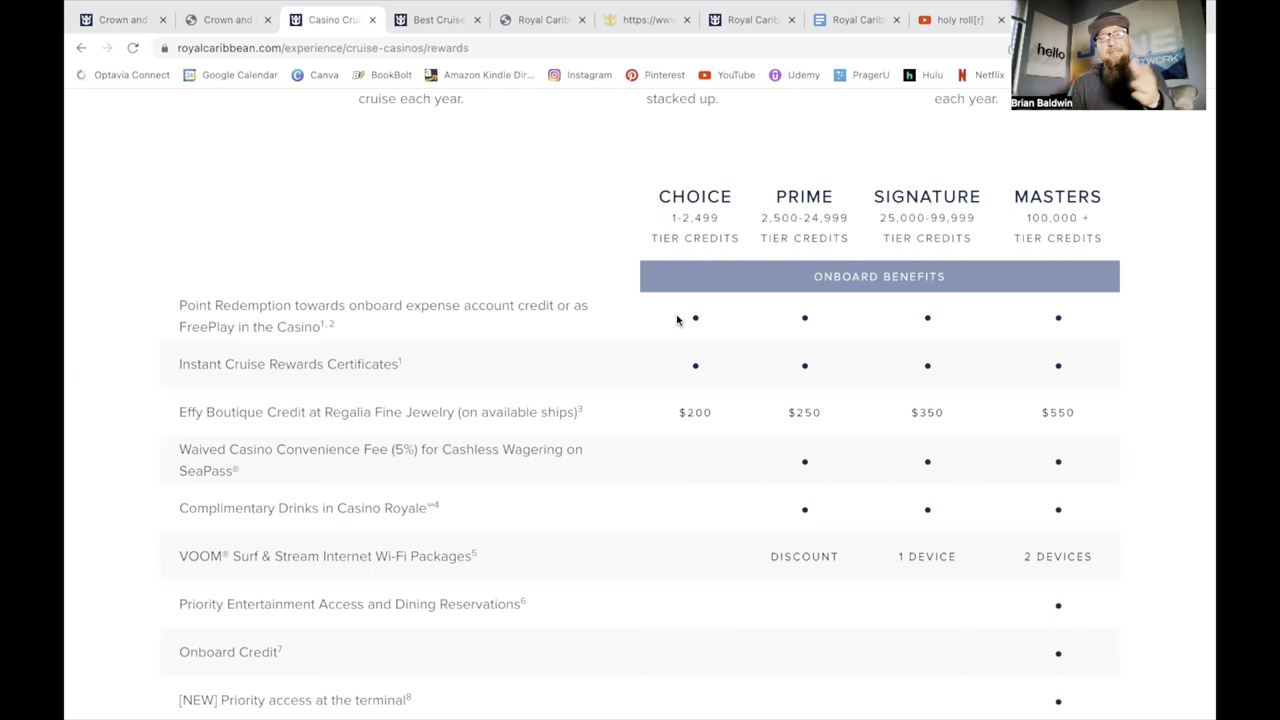 Crown and
Crown and
Casino Cru
Best Cruise
Royal Carib
https://ww
Royal Carib
Royal Carib
holy roll[r]
royalcaribbean.com/experience/cruise-casinos/rewards
Optavia Connect
Google Calendar
Canva
BookBolt
Amazon Kindle Dir...
Instagram
Pinterest
YouTube
Udemy
PragerU
Hulu
Netflix
hello
Brian Baldwin
cruise each year.
stacked up.
each year.
CHOICE
1-2,499
TIER CREDITS
PRIME
2,500-24,999
TIER CREDITS
SIGNATURE
25,000-99,999
TIER CREDITS
MASTERS
100,000 +
TIER CREDITS
ONBOARD BENEFITS
Point Redemption towards onboard expense account credit or as
FreePlay in the Casino1,2
Instant Cruise Rewards Certificates1
Effy Boutique Credit at Regalia Fine Jewelry (on available ships)3 $200 $250 $350 $550
Waived Casino Convenience Fee (5%) for Cashless Wagering on
SeaPass®
Complimentary Drinks in Casino Royale℠4
VOOM® Surf & Stream Internet Wi-Fi Packages5 DISCOUNT 1 DEVICE 2 DEVICES
Priority Entertainment Access and Dining Reservations6
Onboard Credit7
[NEW] Priority access at the terminal8